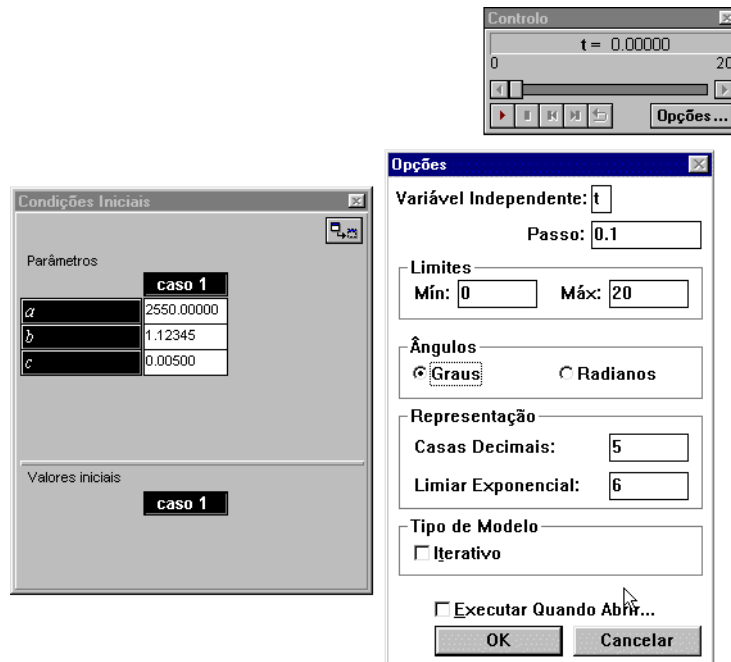 Controlo
t = 0.00000
0 20
Opções...
Condições Iniciais
Parâmetros
caso 1
a 2550.00000
b 1.12345
c 0.00500
Valores iniciais
caso 1
Opções
Variável Independente: t
Passo: 0.1
Limites
Mín: 0 Máx: 20
Ângulos
Graus Radianos
Representação
Casas Decimais: 5
Limiar Exponencial: 6
Tipo de Modelo
Iterativo
Executar Quando Abrir...
OK Cancelar